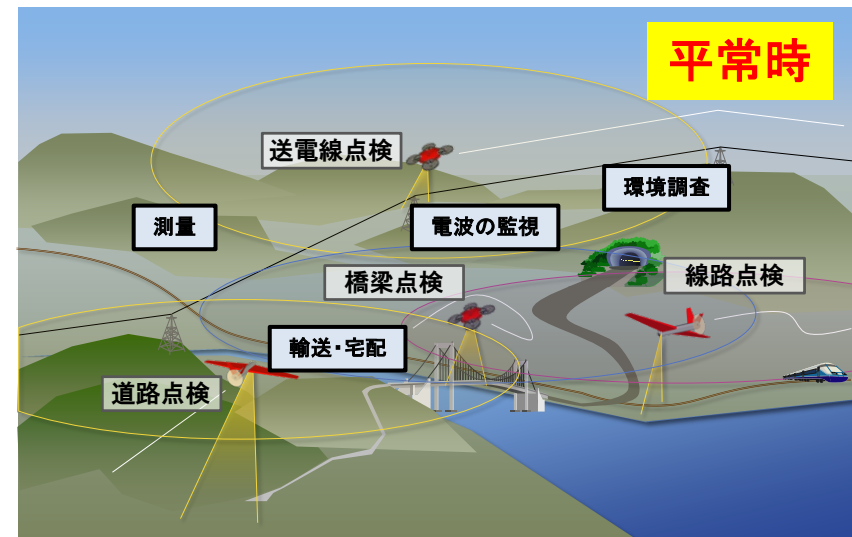 平常時
送電線点検
環境調査
測量
電波の監視
橋梁点検
線路点検
輸送・宅配
道路点検